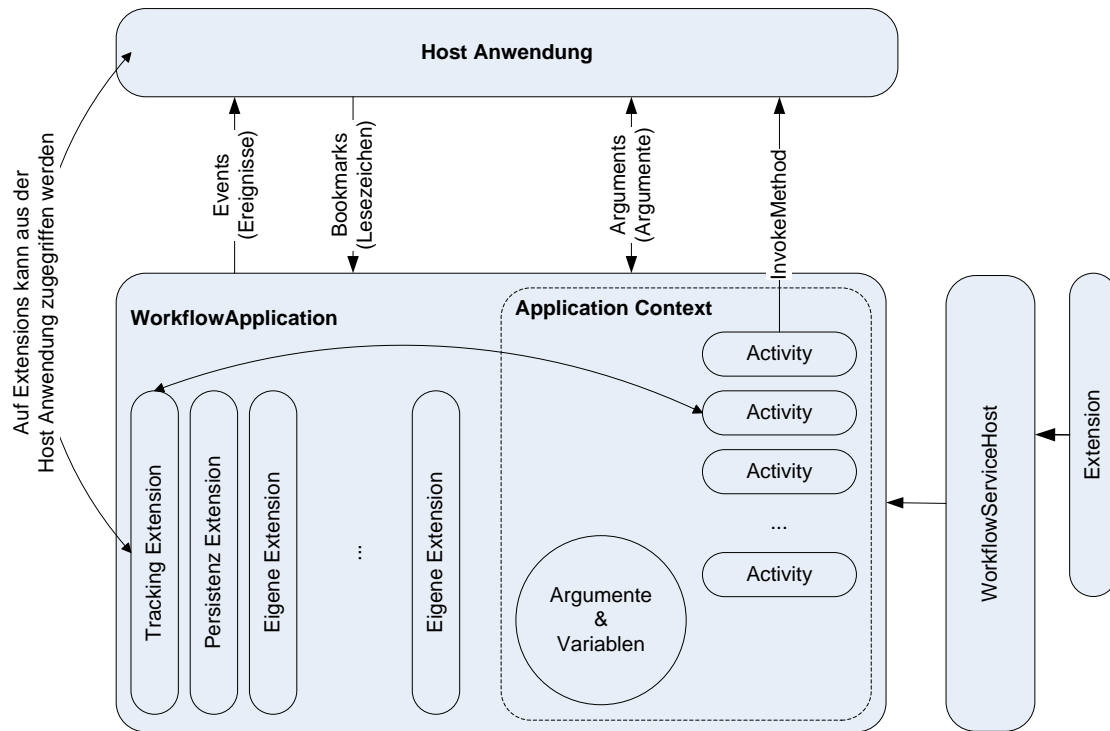 Host Anwendung
Auf Extensions kann aus der
Host Anwendung zugegriffen werden
Events
(Ereignisse)
Bookmarks
(Lesezeichen)
Arguments
(Argumente)
InvokeMethod
WorkflowApplication
Application Context
Activity
Activity
Activity
...
Activity
Tracking Extension
Persistenz Extension
Eigene Extension
...
Eigene Extension
Argumente
&
Variablen
WorkflowServiceHost
Extension